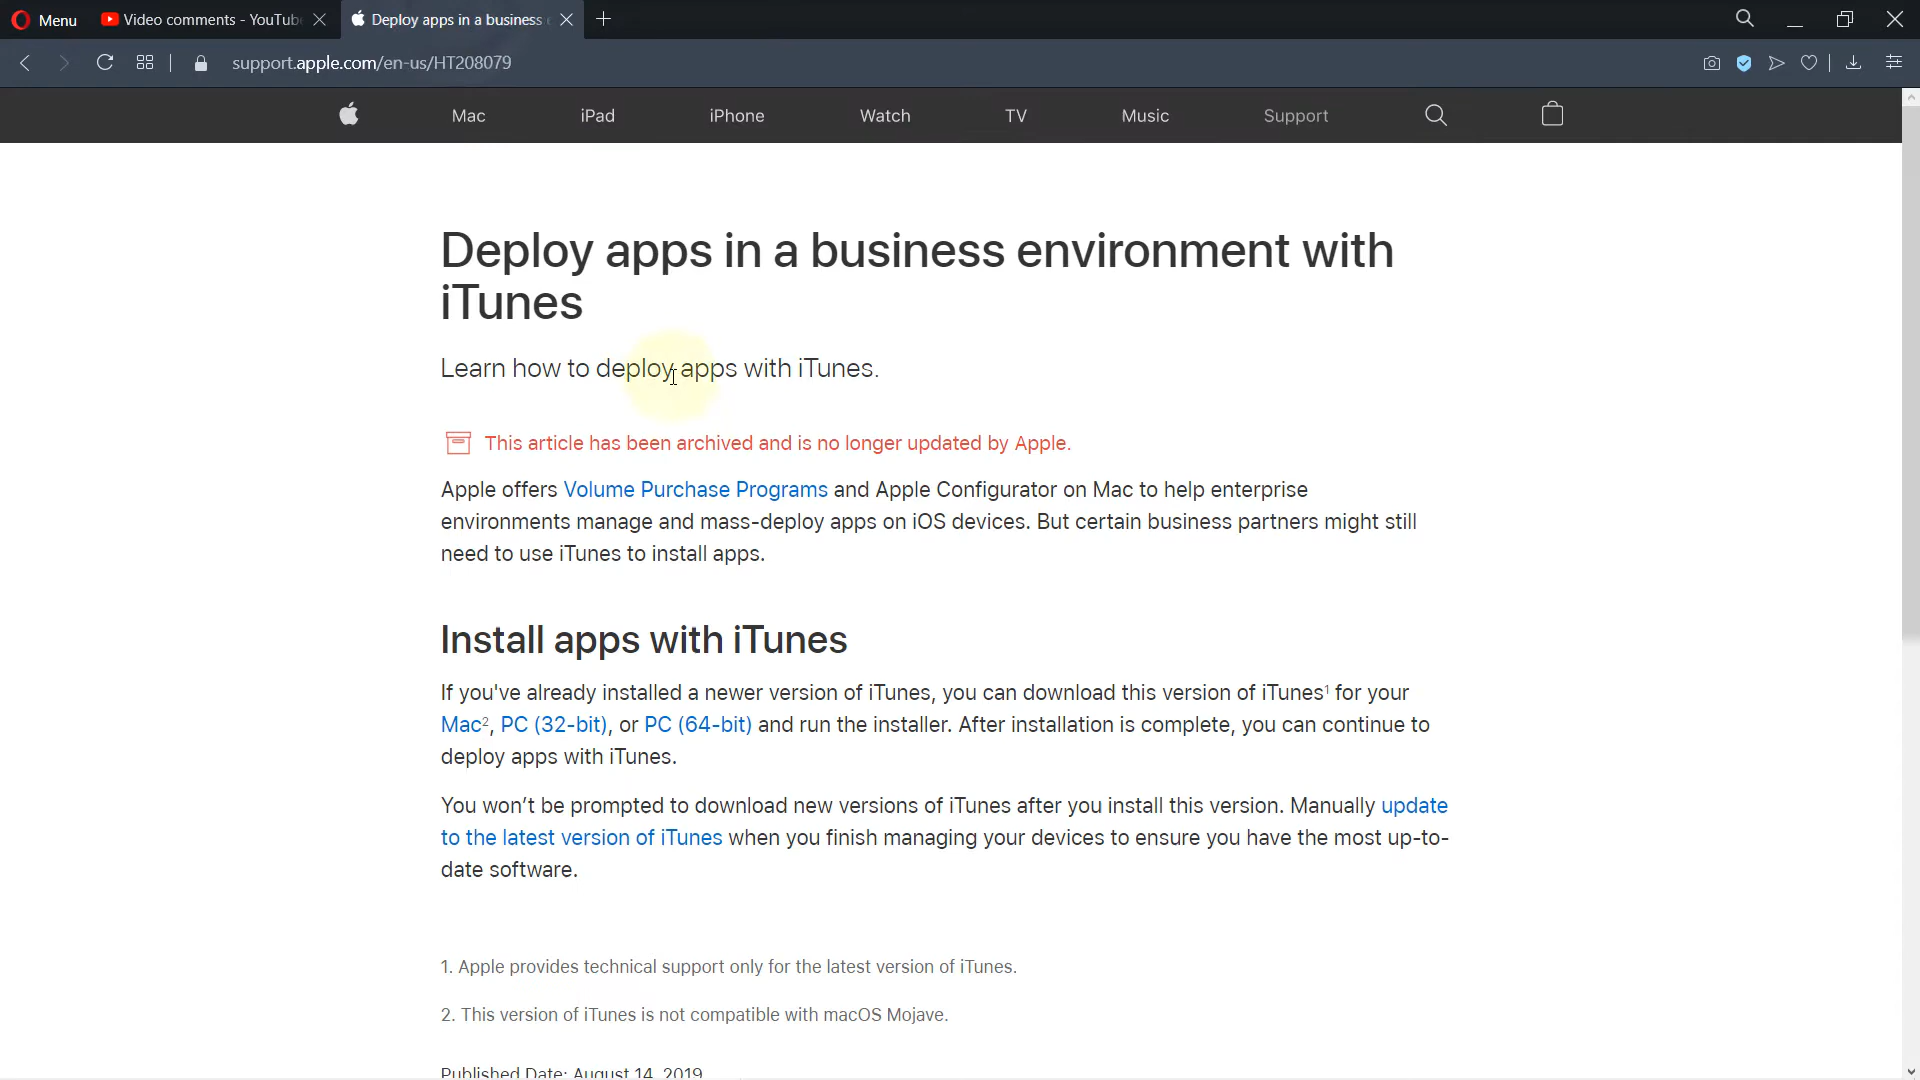 Menu
Video comments - YouTub
Deploy apps in a business
support.apple.com/en-us/HT208079
Mac
iPad
iPhone
Watch
TV
Music
Support
Deploy apps in a business environment with
iTunes
Learn how to deploy apps with iTunes.
This article has been archived and is no longer updated by Apple.
Apple offers Volume Purchase Programs and Apple Configurator on Mac to help enterprise
environments manage and mass-deploy apps on iOS devices. But certain business partners might still
need to use iTunes to install apps.
Install apps with iTunes
If you've already installed a newer version of iTunes, you can download this version of iTunes¹ for your
Mac², PC (32-bit), or PC (64-bit) and run the installer. After installation is complete, you can continue to
deploy apps with iTunes.
You won’t be prompted to download new versions of iTunes after you install this version. Manually update
to the latest version of iTunes when you finish managing your devices to ensure you have the most up-to-
date software.
1. Apple provides technical support only for the latest version of iTunes.
2. This version of iTunes is not compatible with macOS Mojave.
Published Date: August 14, 2019